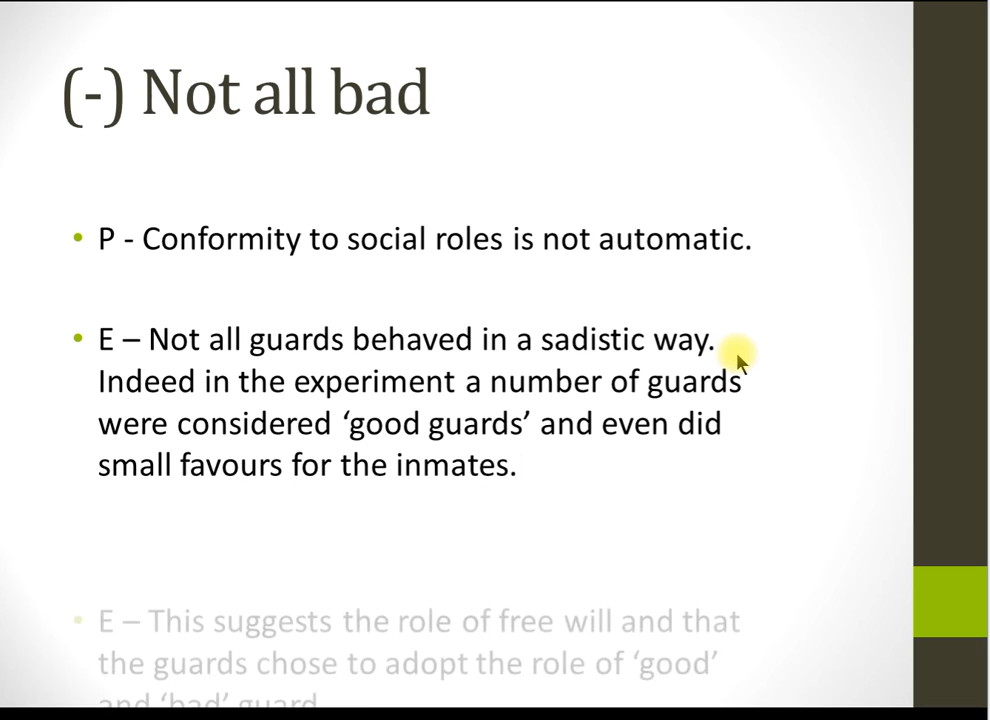 (-) Not all bad
• P - Conformity to social roles is not automatic.
• E – Not all guards behaved in a sadistic way.
Indeed in the experiment a number of guards
were considered ‘good guards’ and even did
small favours for the inmates.
• E – This suggests the role of free will and that
the guards chose to adopt the role of ‘good’
and ‘bad’ guard